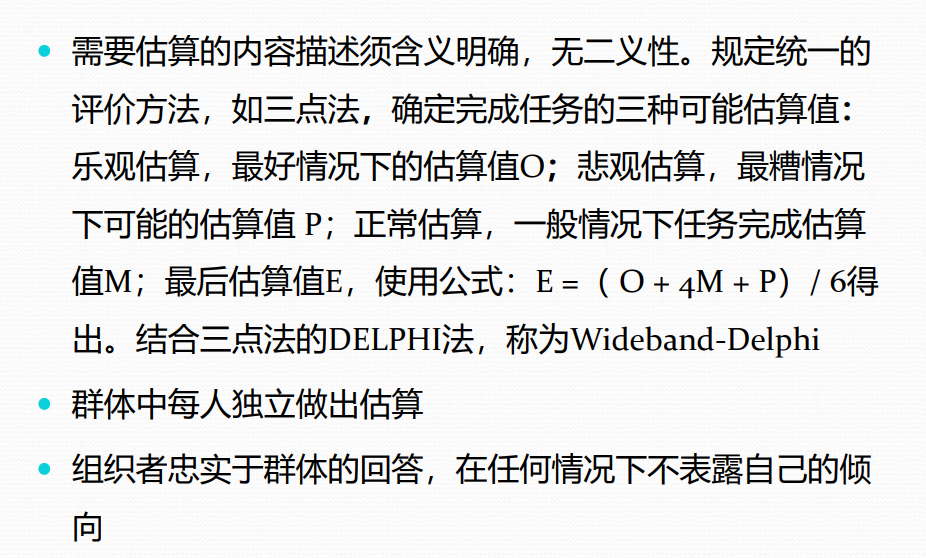 • 需要估算的内容描述须含义明确，无二义性。规定统一的
评价方法，如三点法，确定完成任务的三种可能估算值：
乐观估算，最好情况下的估算值O；悲观估算，最糟情况
下可能的估算值 P；正常估算，一般情况下任务完成估算
值M；最后估算值E，使用公式：E =（ O + 4M + P）/ 6得
出。结合三点法的DELPHI法，称为Wideband-Delphi
• 群体中每人独立做出估算
• 组织者忠实于群体的回答，在任何情况下不表露自己的倾
向